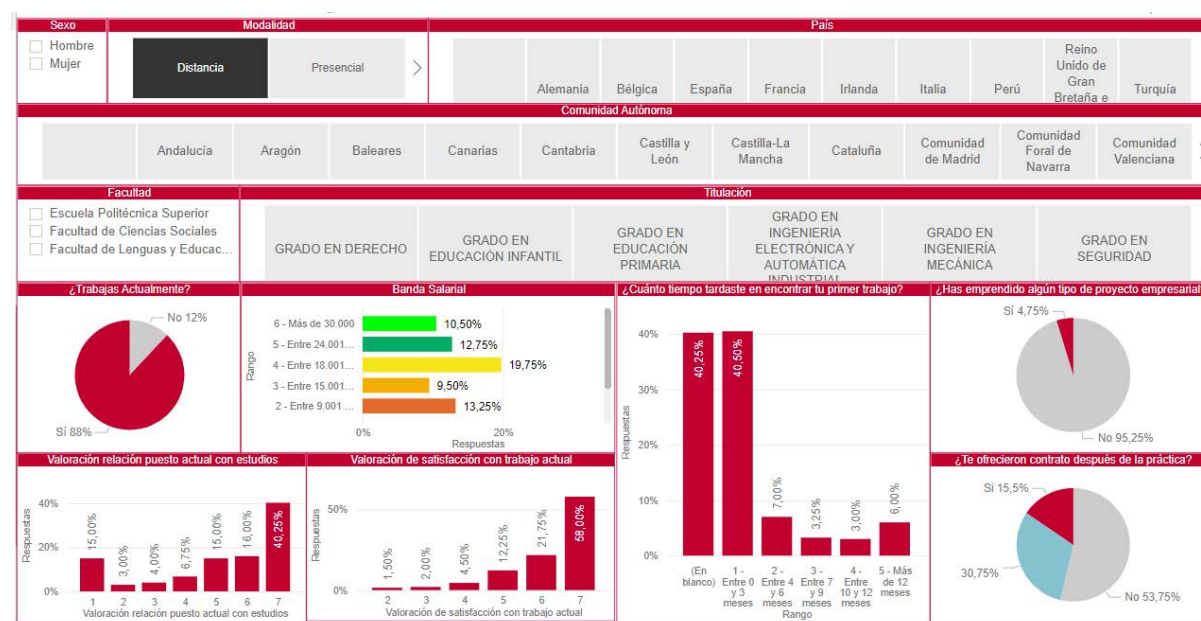 Sexo
Modalidad
País
Hombre
Mujer
Distancia
Presencial
Alemania
Bélgica
España
Francia
Irlanda
Italia
Perú
Reino
Unido de
Gran
Bretaña e
Turquía
Comunidad Autónoma
Andalucía
Aragón
Baleares
Canarias
Cantabria
Castilla y
León
Castilla-La
Mancha
Cataluña
Comunidad
de Madrid
Comunidad
Foral de
Navarra
Comunidad
Valenciana
Facultad
Titulación
Escuela Politécnica Superior
Facultad de Ciencias Sociales
Facultad de Lenguas y Educac...
GRADO EN DERECHO
GRADO EN
EDUCACIÓN INFANTIL
GRADO EN
EDUCACIÓN
PRIMARIA
GRADO EN
INGENIERÍA
ELECTRÓNICA Y
AUTOMÁTICA
INDUSTRIAL
GRADO EN
INGENIERÍA
MECÁNICA
GRADO EN
SEGURIDAD
¿Trabajas Actualmente?
No 12%
Sí 88%
Banda Salarial
Rango
6 - Más de 30.000
10,50%
5 - Entre 24.001...
12,75%
4 - Entre 18.001...
19,75%
3 - Entre 15.001...
9,50%
2 - Entre 9.001 ...
13,25%
0%
20%
Respuestas
¿Cuánto tiempo tardaste en encontrar tu primer trabajo?
Respuestas
40%
30%
20%
10%
0%
40,25%
40,50%
7,00%
3,25%
3,00%
6,00%
(En
blanco)
1 -
Entre 0
y 3
meses
2 -
Entre 4
y 6
meses
3 -
Entre 7
y 9
meses
4 -
Entre
10 y 12
meses
5 - Más
de 12
meses
Rango
¿Has emprendido algún tipo de proyecto empresarial
Sí 4,75%
No 95,25%
Valoración relación puesto actual con estudios
Respuestas
40%
20%
0%
15,00%
3,00%
4,00%
6,75%
15,00%
16,00%
40,25%
1
2
3
4
5
6
7
Valoración relación puesto actual con estudios
Valoración de satisfacción con trabajo actual
Respuestas
50%
0%
1,50%
2,00%
4,50%
12,25%
21,75%
58,00%
2
3
4
5
6
7
Valoración de satisfacción con trabajo actual
¿Te ofrecieron contrato después de la práctica?
Sí 15,5%
30,75%
No 53,75%